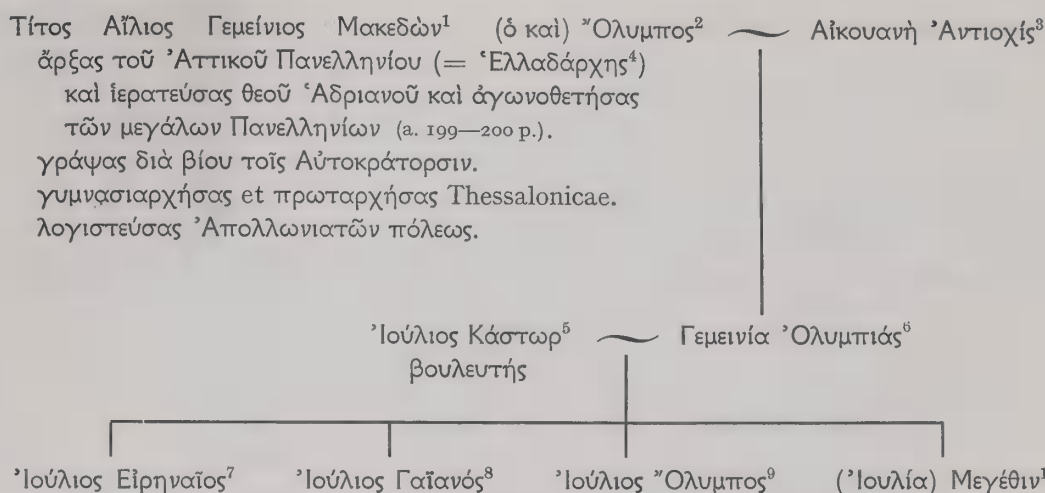 Τίτος Αἴλιος Γεμείνιος Μακεδὼν¹ (ὁ καὶ) Ὄλυμπος² ⁓ Αἰκουανὴ Ἀντιοχίς³
ἄρξας τοῦ Ἀττικοῦ Πανελληνίου (= Ἑλλαδάρχης⁴)
καὶ ἱερατεύσας θεοῦ Ἁδριανοῦ καὶ ἀγωνοθετήσας
τῶν μεγάλων Πανελληνίων (a. 199—200 p.).
γράψας διὰ βίου τοῖς Αὐτοκράτορσιν.
γυμνασιαρχήσας et πρωταρχήσας Thessalonicae.
λογιστεύσας Ἀπολλωνιατῶν πόλεως.
Ἰούλιος Κάστωρ⁵ ⁓ Γεμεινία Ὀλυμπιάς⁶
βουλευτής
Ἰούλιος Εἰρηναῖος⁷ Ἰούλιος Γαϊανός⁸ Ἰούλιος Ὄλυμπος⁹ (Ἰουλία) Μεγέθιν¹